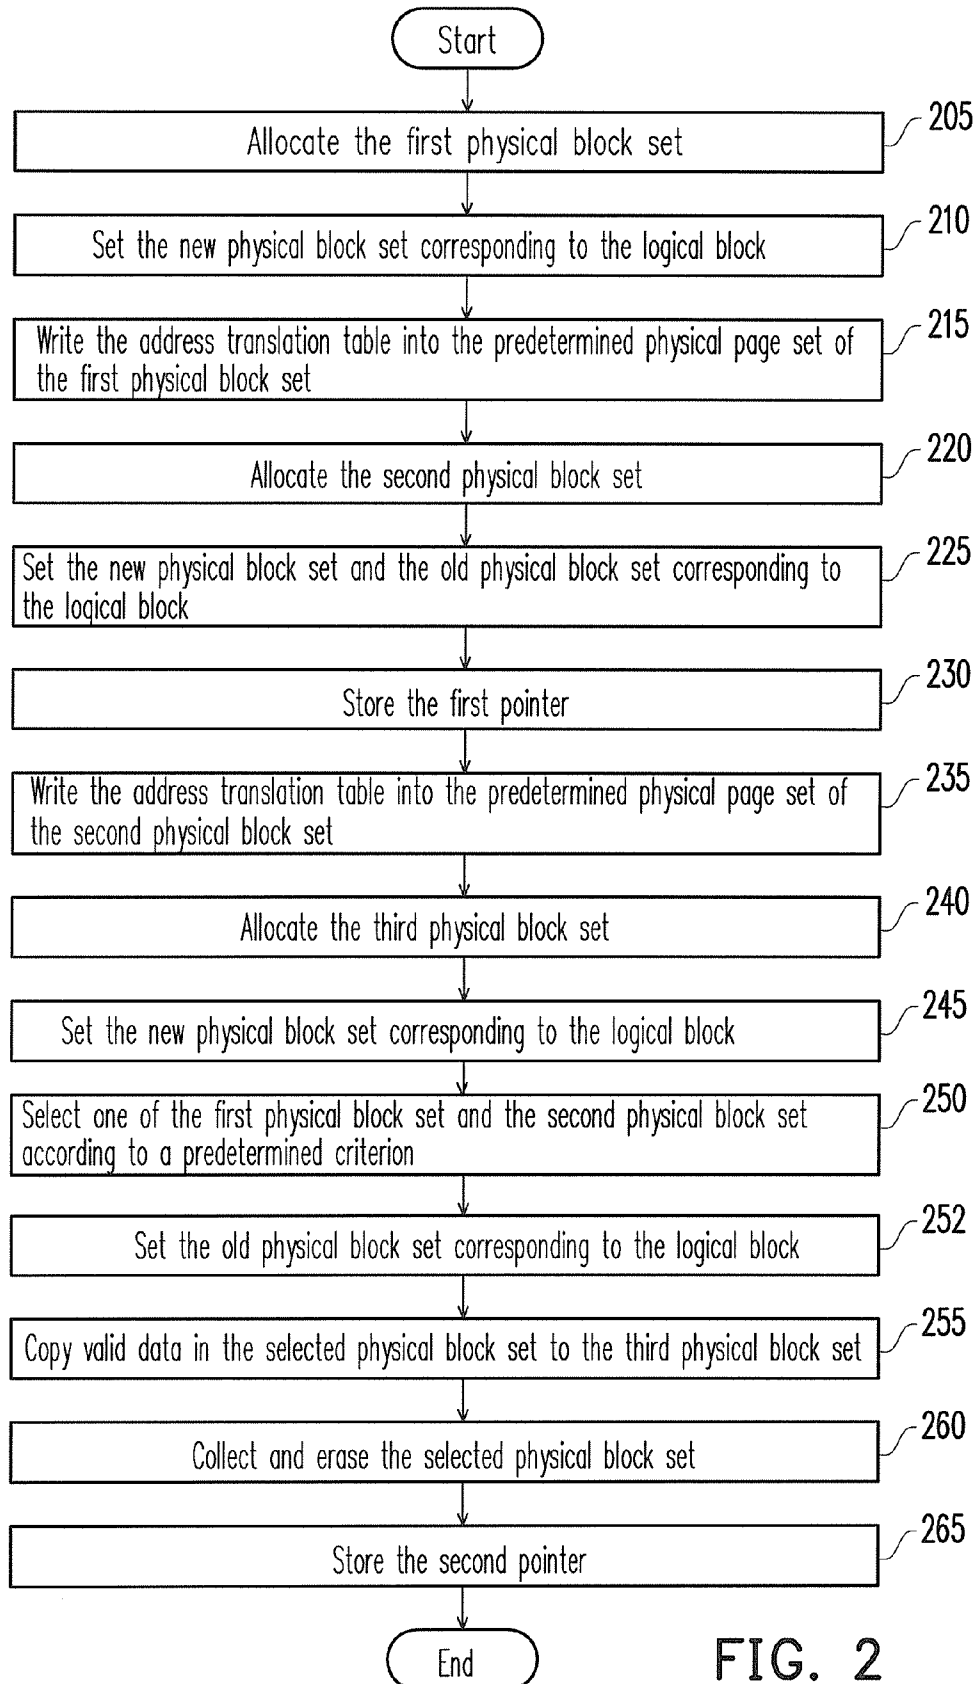 Start
205
Allocate the first physical block set
210
Set the new physical block set corresponding to the logical block
215
Write the address translation table into the predetermined physical page set of
the first physical block set
220
Allocate the second physical block set
225
Set the new physical block set and the old physical block set corresponding to
the logical block
230
Store the first pointer
235
Write the address translation table into the predetermined physical page set of
the second physical block set
240
Allocate the third physical block set
245
Set the new physical block set corresponding to the logical block
250
Select one of the first physical block set and the second physical block set
according to a predetermined criterion
252
Set the old physical block set corresponding to the logical block
255
Copy valid data in the selected physical block set to the third physical block set
260
Collect and erase the selected physical block set
265
Store the second pointer
End
FIG. 2